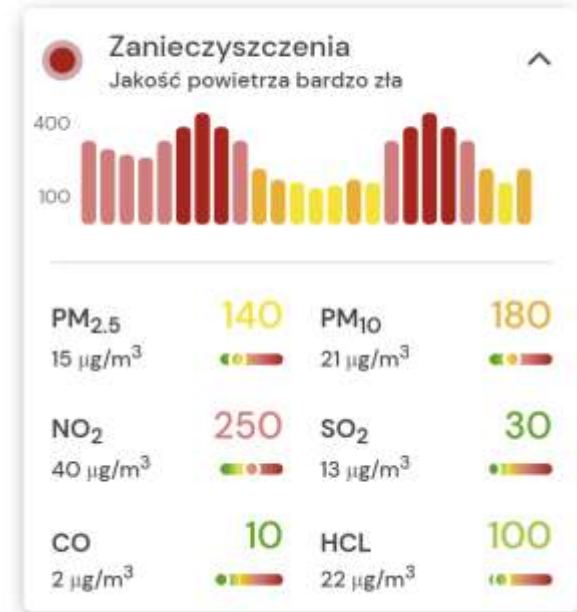 Zanieczyszczenia
Jakość powietrza bardzo zła
400
100
PM2.5 140 PM10 180
15 µg/m³ 21 µg/m³
NO2 250 SO2 30
40 µg/m³ 13 µg/m³
CO 10 HCL 100
2 µg/m³ 22 µg/m³